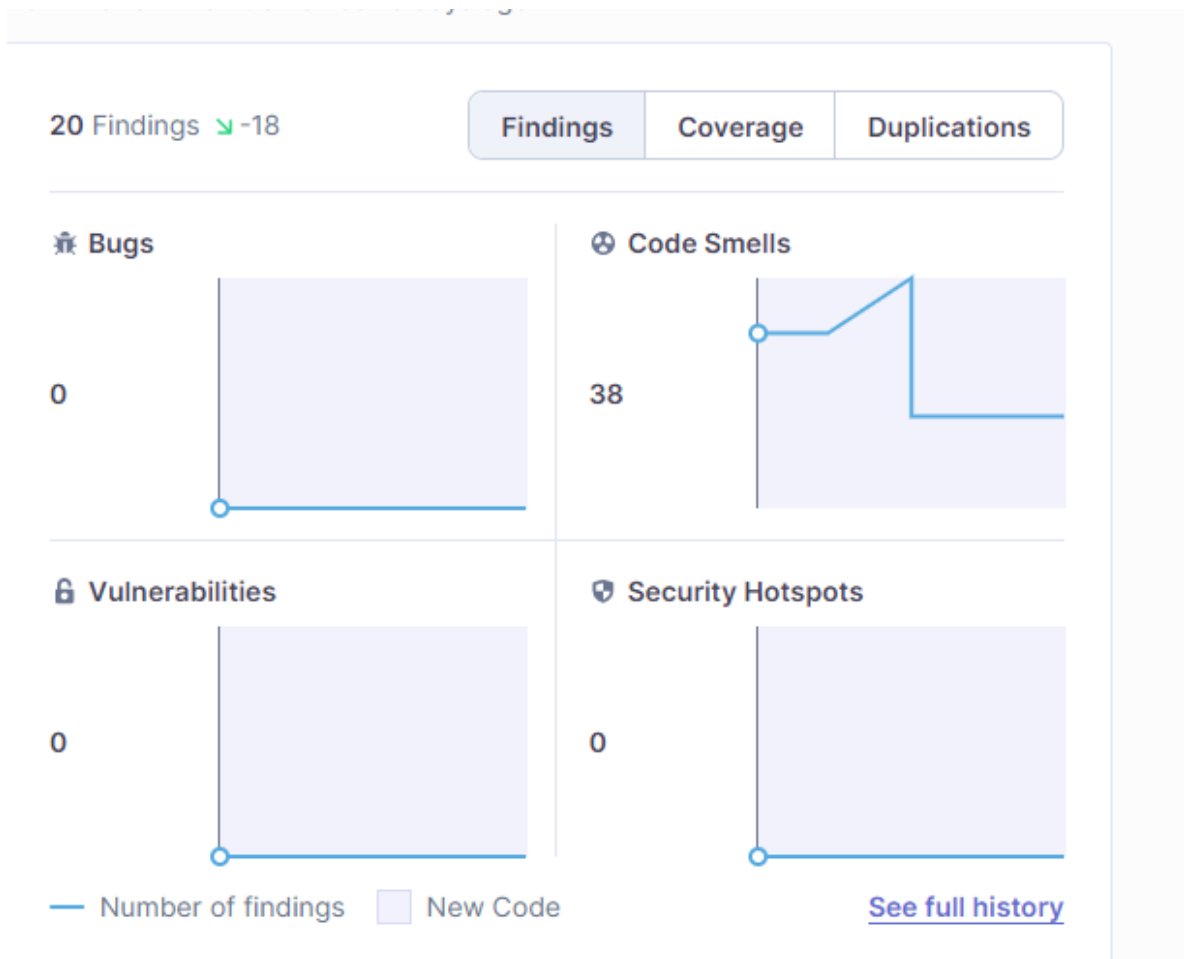 20 Findings -18
Findings
Coverage
Duplications
Bugs
0
Code Smells
38
Vulnerabilities
0
Security Hotspots
0
Number of findings
New Code
See full history